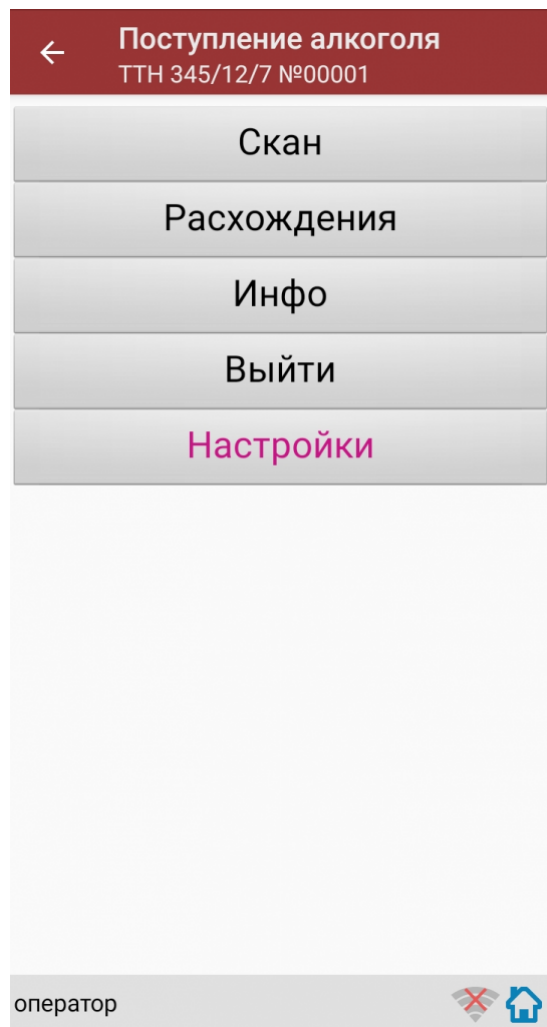 Поступление алкоголя
ТТН 345/12/7 №00001
Скан
Расхождения
Инфо
Выйти
Настройки
оператор